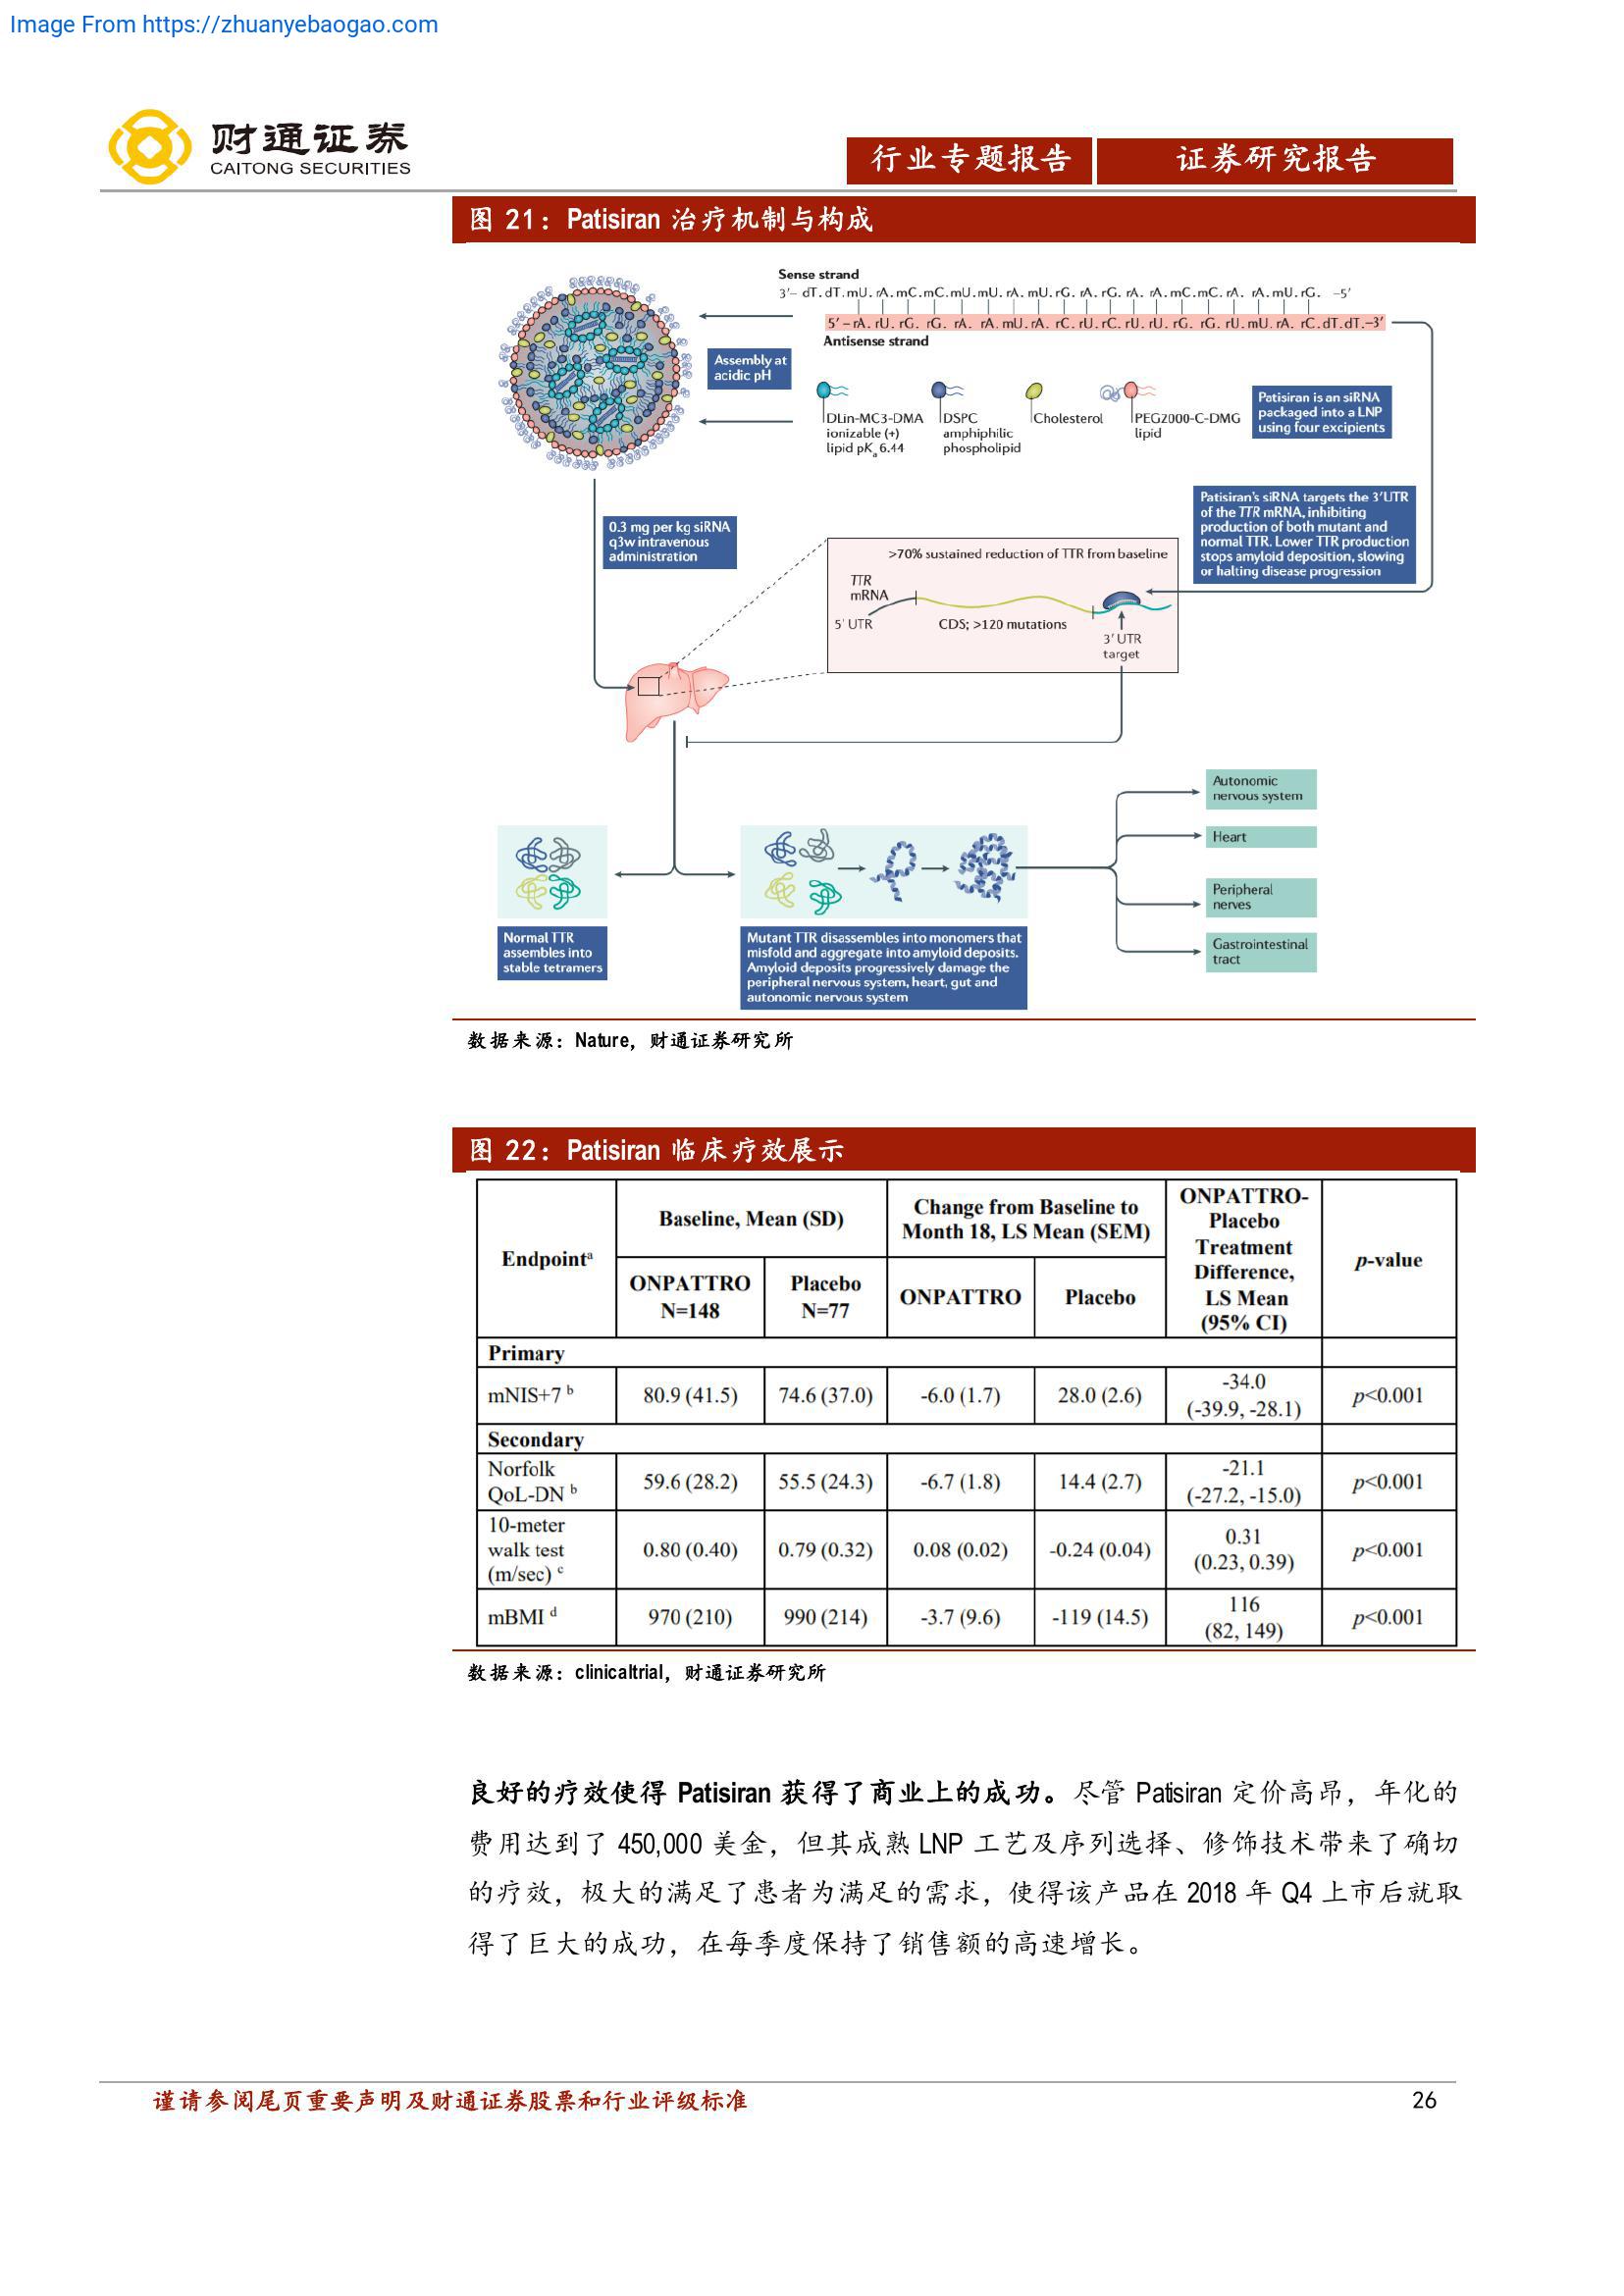 Image From https://zhuanyebaogao.com
财通证券
CAITONG SECURITIES
行业专题报告
证券研究报告
图 21：Patisiran 治疗机制与构成
Sense strand
3′– dT. dT. mU. rA. mC. mC. mU. mU. rA. mU. rG. rA. rG. rA. rA. mC. mC. rA. rA. mU. rG. –5′
5′ – rA. rU. rG. rG. rA. rA. mU. rA. rC. rU. rC. rU. rU. rG. rG. rU. mU. rA. rC. dT. dT. –3′
Antisense strand
Assembly at
acidic pH
DLin-MC3-DMA
ionizable (+)
lipid pKa 6.44
DSPC
amphiphilic
phospholipid
Cholesterol
PEG2000-C-DMG
lipid
Patisiran is an siRNA
packaged into a LNP
using four excipients
0.3 mg per kg siRNA
q3w intravenous
administration
Patisiran's siRNA targets the 3′UTR
of the TTR mRNA, inhibiting
production of both mutant and
normal TTR. Lower TTR production
stops amyloid deposition, slowing
or halting disease progression
>70% sustained reduction of TTR from baseline
TTR
mRNA
5′ UTR
CDS; >120 mutations
3′ UTR
target
Autonomic
nervous system
Heart
Peripheral
nerves
Gastrointestinal
tract
Normal TTR
assembles into
stable tetramers
Mutant TTR disassembles into monomers that
misfold and aggregate into amyloid deposits.
Amyloid deposits progressively damage the
peripheral nervous system, heart, gut and
autonomic nervous system
数据来源：Nature，财通证券研究所
图 22：Patisiran 临床疗效展示
Endpointa
Baseline, Mean (SD)
Change from Baseline to
Month 18, LS Mean (SEM)
ONPATTRO-
Placebo
Treatment
Difference,
LS Mean
(95% CI)
p-value
ONPATTRO
N=148
Placebo
N=77
ONPATTRO
Placebo
Primary
mNIS+7 b 80.9 (41.5) 74.6 (37.0) -6.0 (1.7) 28.0 (2.6) -34.0
(-39.9, -28.1) p<0.001
Secondary
Norfolk
QoL-DN b 59.6 (28.2) 55.5 (24.3) -6.7 (1.8) 14.4 (2.7) -21.1
(-27.2, -15.0) p<0.001
10-meter
walk test
(m/sec) c 0.80 (0.40) 0.79 (0.32) 0.08 (0.02) -0.24 (0.04) 0.31
(0.23, 0.39) p<0.001
mBMI d 970 (210) 990 (214) -3.7 (9.6) -119 (14.5) 116
(82, 149) p<0.001
数据来源：clinicaltrial，财通证券研究所
良好的疗效使得 Patisiran 获得了商业上的成功。尽管 Patisiran 定价高昂，年化的
费用达到了 450,000 美金，但其成熟 LNP 工艺及序列选择、修饰技术带来了确切
的疗效，极大的满足了患者为满足的需求，使得该产品在 2018 年 Q4 上市后就取
得了巨大的成功，在每季度保持了销售额的高速增长。
谨请参阅尾页重要声明及财通证券股票和行业评级标准
26